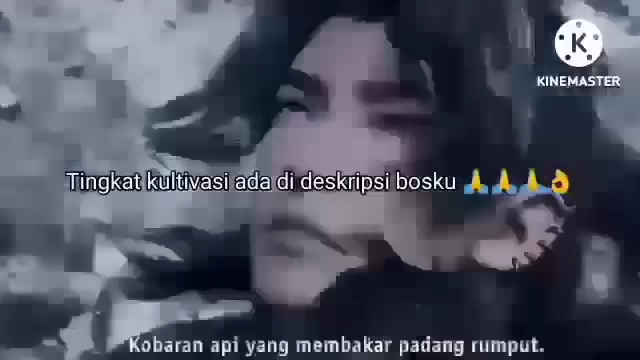 KINEMASTER
Tingkat kultivasi ada di deskripsi bosku 🙏🙏🙏👌
Kobaran api yang membakar padang rumput.